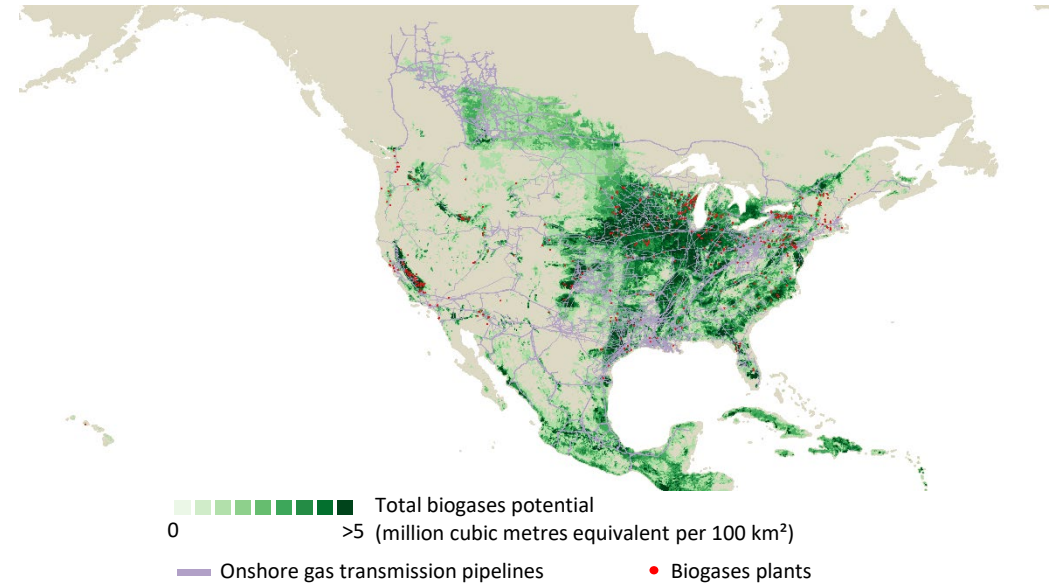 Total biogases potential
0 >5 (million cubic metres equivalent per 100 km²)
Onshore gas transmission pipelines Biogases plants